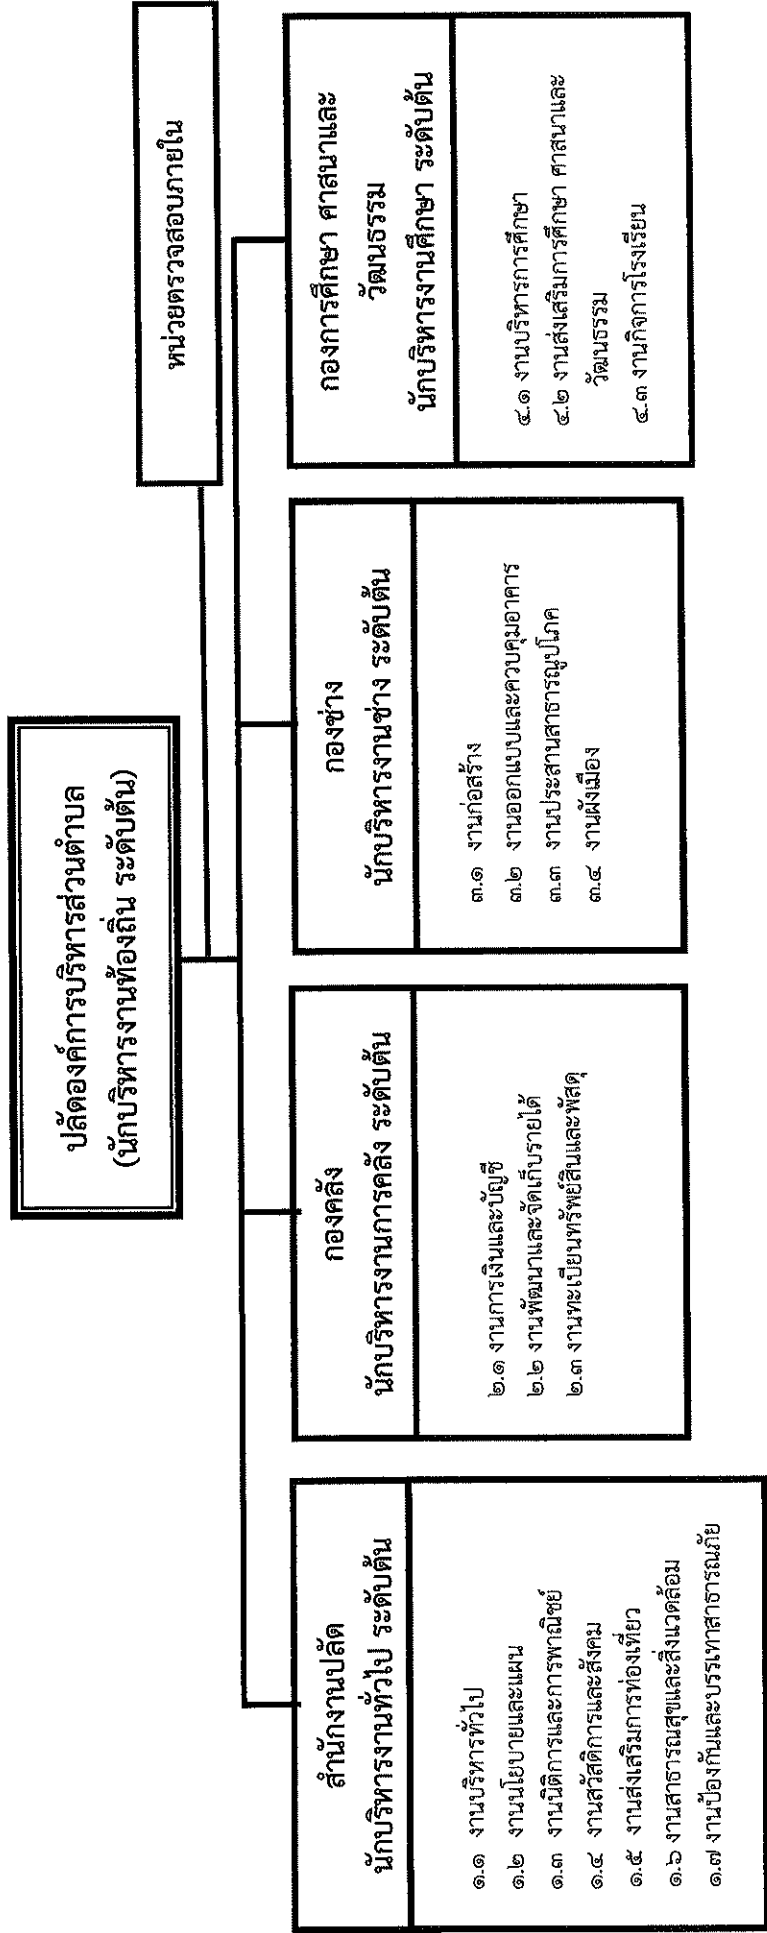 ปลัดองค์การบริหารส่วนตำบล
(นักบริหารงานท้องถิ่น ระดับต้น)
หน่วยตรวจสอบภายใน
สำนักงานปลัด
นักบริหารงานทั่วไป ระดับต้น
๑.๑ งานบริหารทั่วไป
๑.๒ งานนโยบายและแผน
๑.๓ งานนิติการและการพาณิชย์
๑.๔ งานสวัสดิการและสังคม
๑.๕ งานส่งเสริมการท่องเที่ยว
๑.๖ งานสาธารณสุขและสิ่งแวดล้อม
๑.๗ งานป้องกันและบรรเทาสาธารณภัย
กองคลัง
นักบริหารงานการคลัง ระดับต้น
๒.๑ งานการเงินและบัญชี
๒.๒ งานพัฒนาและจัดเก็บรายได้
๒.๓ งานทะเบียนทรัพย์สินและพัสดุ
กองช่าง
นักบริหารงานช่าง ระดับต้น
๓.๑ งานก่อสร้าง
๓.๒ งานออกแบบและควบคุมอาคาร
๓.๓ งานประสานสาธารณูปโภค
๓.๔ งานผังเมือง
กองการศึกษา ศาสนาและ
วัฒนธรรม
นักบริหารงานศึกษา ระดับต้น
๔.๑ งานบริหารการศึกษา
๔.๒ งานส่งเสริมการศึกษา ศาสนาและ
วัฒนธรรม
๔.๓ งานกิจการโรงเรียน